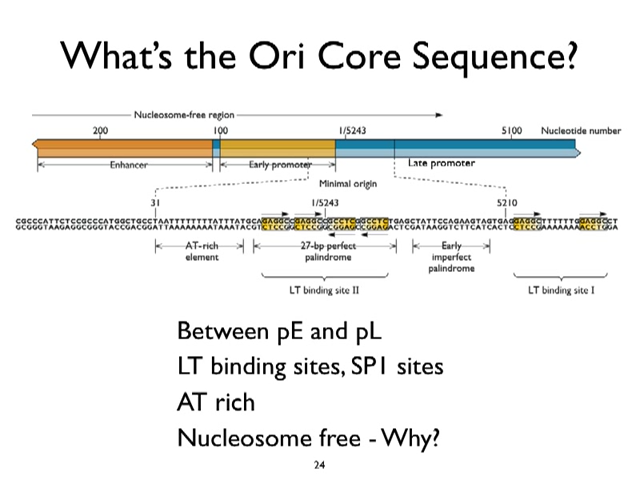 What's the Ori Core Sequence?
Nucleosome-free region
200 100 1/5243 5100 Nucleotide number
Enhancer Early promoter Late promoter
Minimal origin
31 1/5243 5210
AT-rich element
27-bp perfect palindrome
Early imperfect palindrome
LT binding site II LT binding site I
Between pE and pL
LT binding sites, SP1 sites
AT rich
Nucleosome free - Why?
24